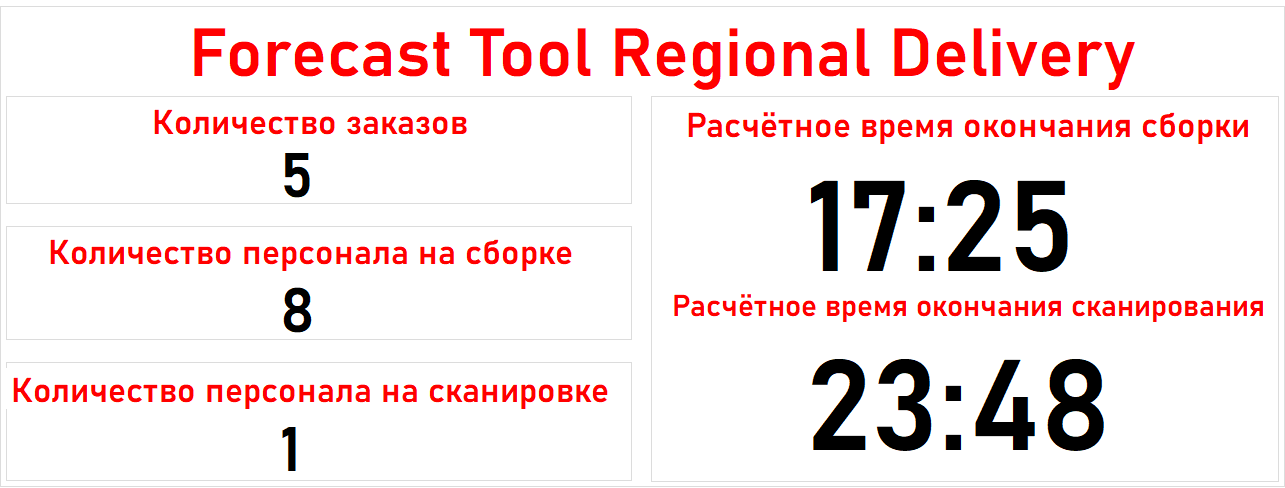 Forecast Tool Regional Delivery
Количество заказов
5
Количество персонала на сборке
8
Количество персонала на сканировке
1
Расчётное время окончания сборки
17:25
Расчётное время окончания сканирования
23:48